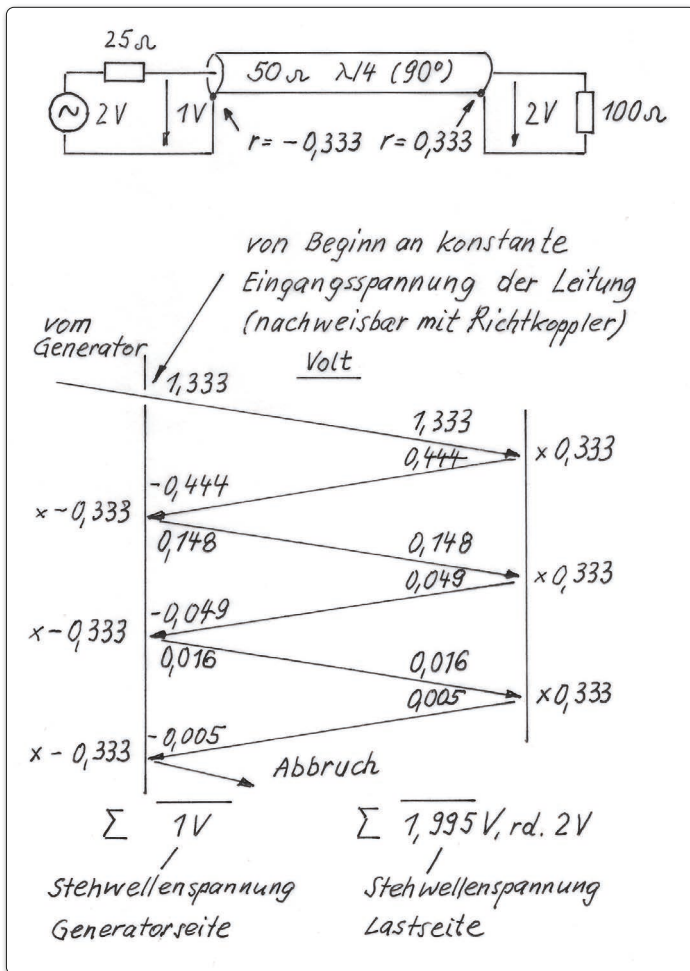 25Ω
50Ω λ/4 (90°)
2V
1V
2V
100Ω
r = -0,333 r = 0,333
von Beginn an konstante
Eingangsspannung der Leitung
(nachweisbar mit Richtkoppler)
vom
Generator
Volt
1,333
1,333
x 0,333
0,444
-0,444
x -0,333
0,148
0,148
x 0,333
0,049
-0,049
x -0,333
0,016
0,016
x 0,333
0,005
-0,005
x -0,333
Abbruch
Σ 1V
Σ 1,995 V, rd. 2V
Stehwellenspannung
Generatorseite
Stehwellenspannung
Lastseite